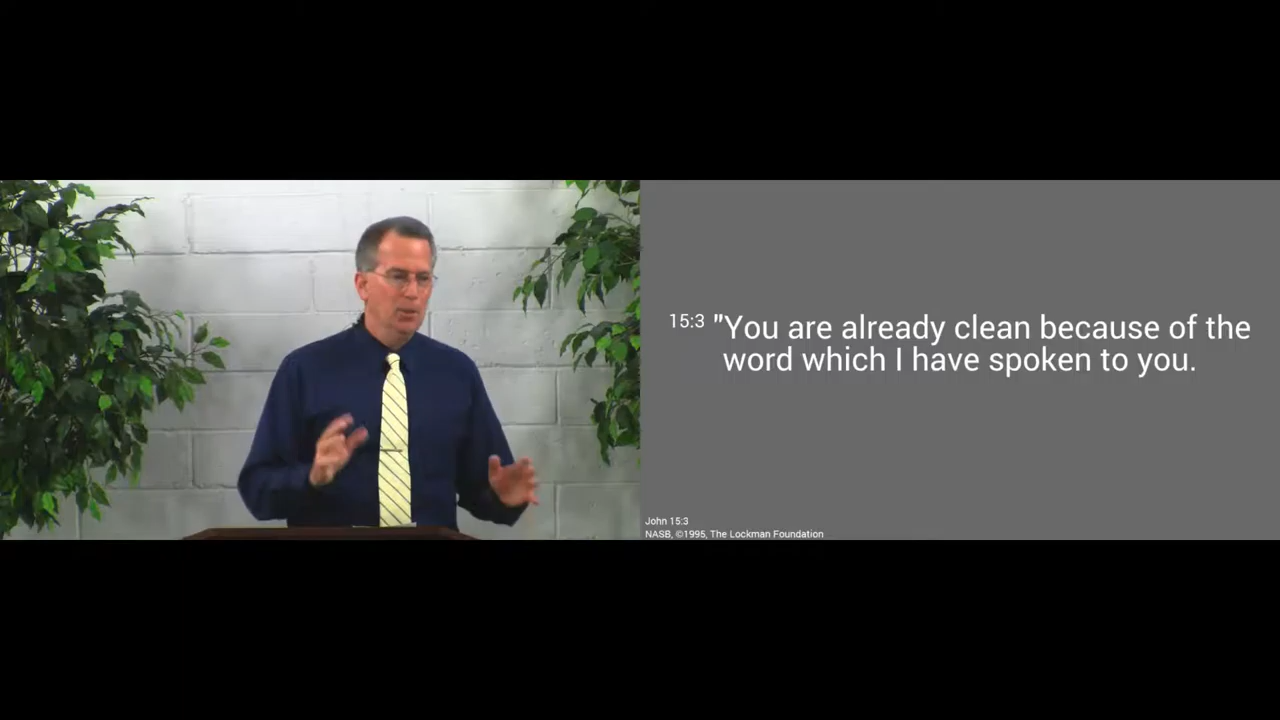 15:3 "You are already clean because of the
word which I have spoken to you.
John 15:3
NASB, ©1995, The Lockman Foundation